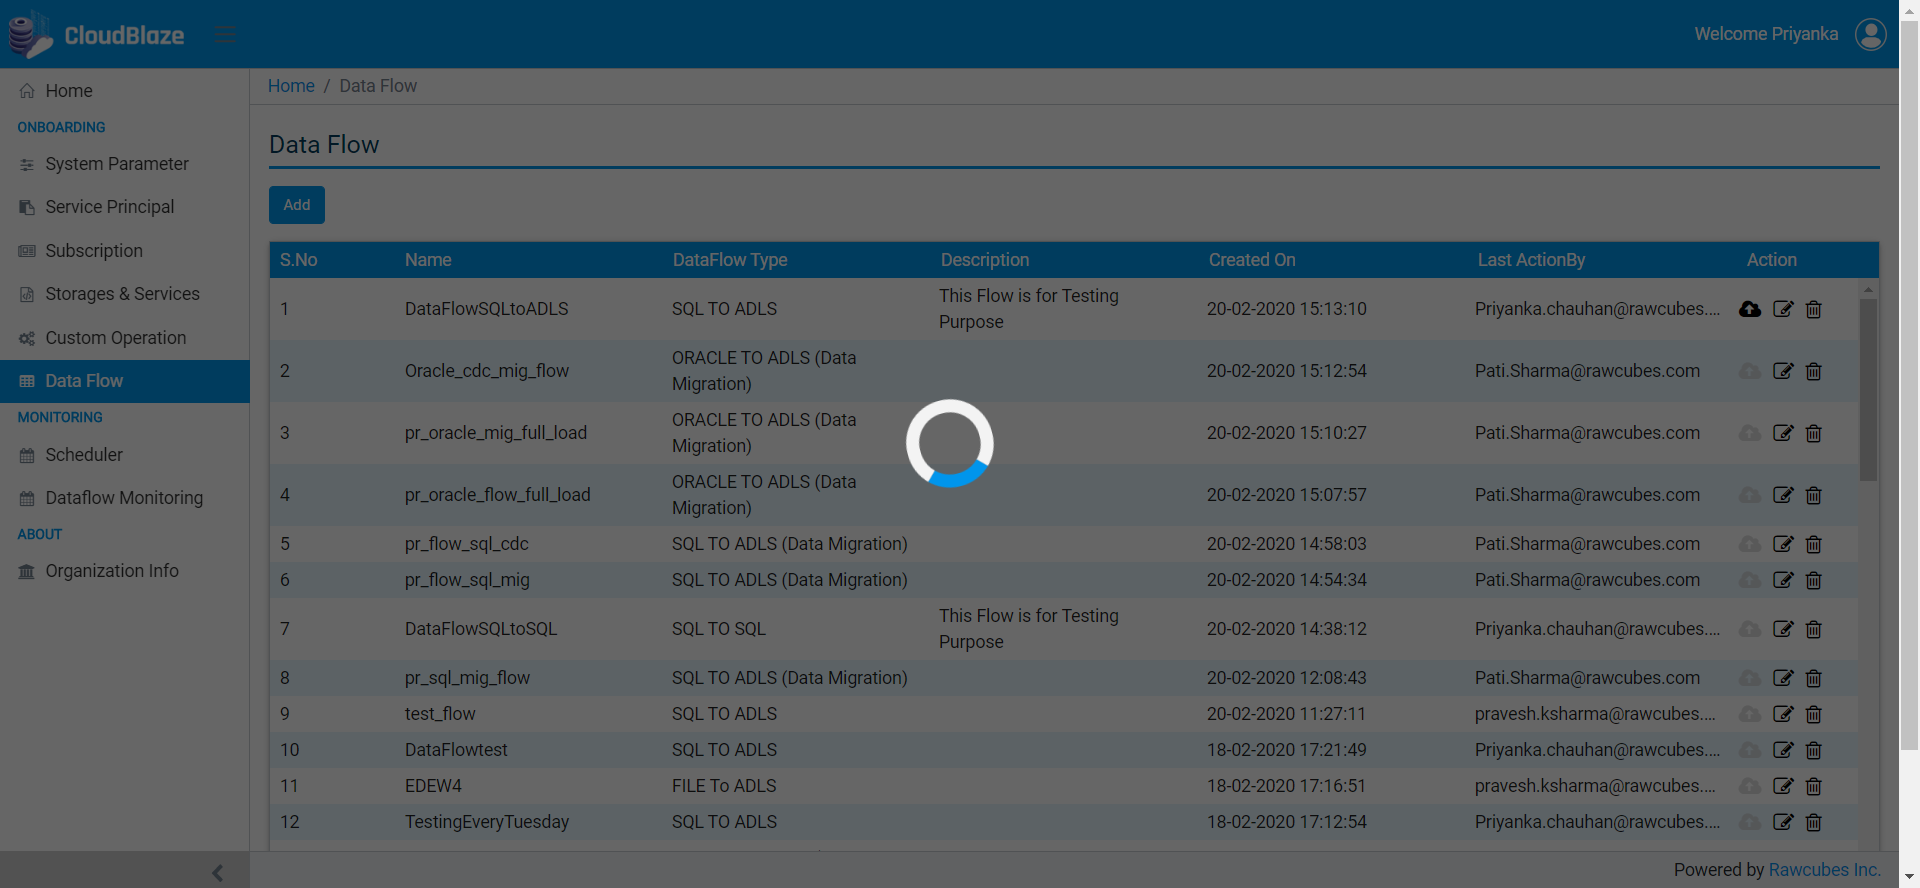 CloudBlaze
Welcome Priyanka
Home
ONBOARDING
System Parameter
Service Principal
Subscription
Storages & Services
Custom Operation
Data Flow
MONITORING
Scheduler
Dataflow Monitoring
ABOUT
Organization Info
Home / Data Flow
Data Flow
Add
S.No Name DataFlow Type Description Created On Last ActionBy Action
1 DataFlowSQLtoADLS SQL TO ADLS This Flow is for Testing Purpose 20-02-2020 15:13:10 Priyanka.chauhan@rawcubes....
2 Oracle_cdc_mig_flow ORACLE TO ADLS (Data Migration) 20-02-2020 15:12:54 Pati.Sharma@rawcubes.com
3 pr_oracle_mig_full_load ORACLE TO ADLS (Data Migration) 20-02-2020 15:10:27 Pati.Sharma@rawcubes.com
4 pr_oracle_flow_full_load ORACLE TO ADLS (Data Migration) 20-02-2020 15:07:57 Pati.Sharma@rawcubes.com
5 pr_flow_sql_cdc SQL TO ADLS (Data Migration) 20-02-2020 14:58:03 Pati.Sharma@rawcubes.com
6 pr_flow_sql_mig SQL TO ADLS (Data Migration) 20-02-2020 14:54:34 Pati.Sharma@rawcubes.com
7 DataFlowSQLtoSQL SQL TO SQL This Flow is for Testing Purpose 20-02-2020 14:38:12 Priyanka.chauhan@rawcubes....
8 pr_sql_mig_flow SQL TO ADLS (Data Migration) 20-02-2020 12:08:43 Pati.Sharma@rawcubes.com
9 test_flow SQL TO ADLS 20-02-2020 11:27:11 pravesh.ksharma@rawcubes....
10 DataFlowtest SQL TO ADLS 18-02-2020 17:21:49 Priyanka.chauhan@rawcubes....
11 EDEW4 FILE To ADLS 18-02-2020 17:16:51 pravesh.ksharma@rawcubes....
12 TestingEveryTuesday SQL TO ADLS 18-02-2020 17:12:54 Priyanka.chauhan@rawcubes....
Powered by Rawcubes Inc.